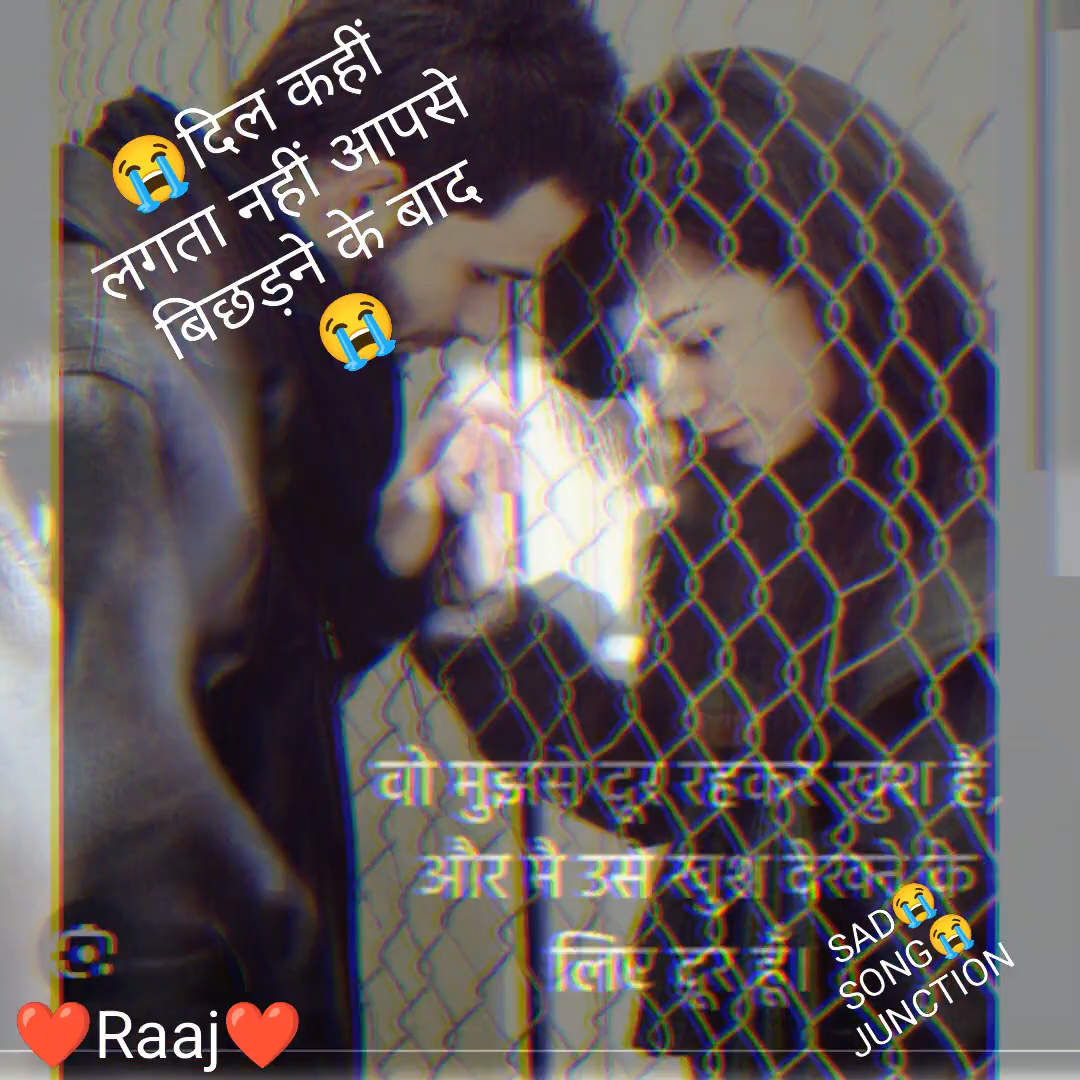 😭दिल कहीं
लगता नहीं आपसे
बिछड़ने के बाद
😭
वो मुझसे दुर रहकर खुश है,
और मै उसे खुश देखने के
लिए दूर हूँ।
SAD😭
SONG😭
JUNCTION
❤️Raaj❤️